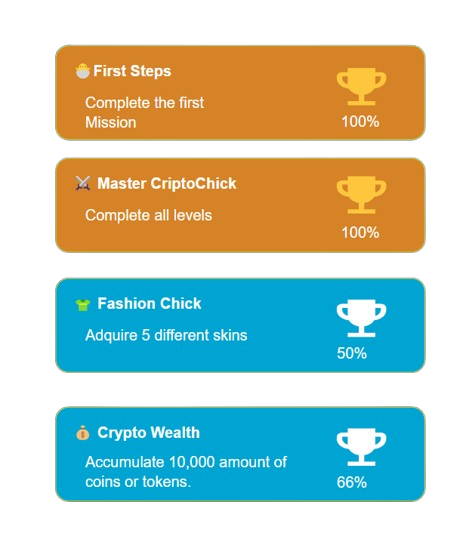 First Steps
Complete the first
Mission
100%
Master CriptoChick
Complete all levels
100%
Fashion Chick
Adquire 5 different skins
50%
Crypto Wealth
Accumulate 10,000 amount of
coins or tokens.
66%